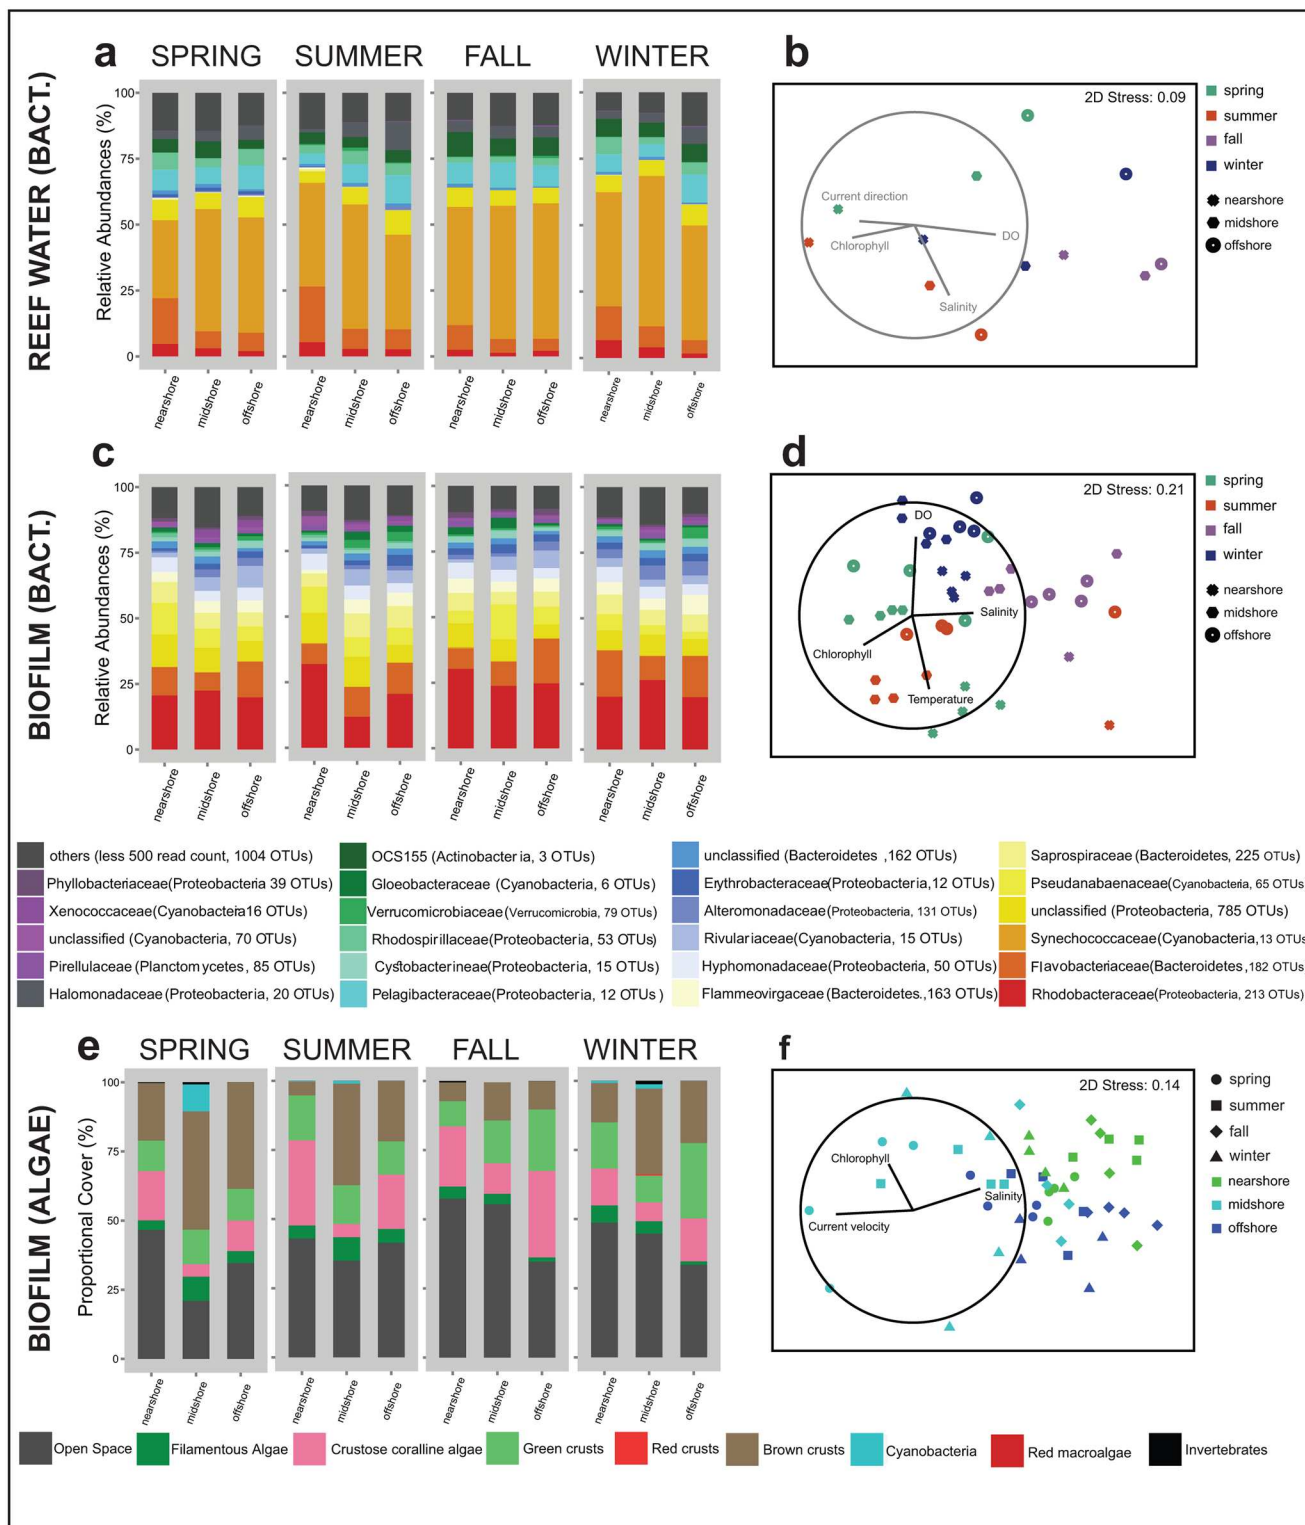 a
SPRING SUMMER FALL WINTER
REEF WATER (BACT.)
Relative Abundances (%)
100
75
50
25
0
nearshore midshore offshore nearshore midshore offshore nearshore midshore offshore nearshore midshore offshore
b
2D Stress: 0.09
Current direction
Chlorophyll
DO
Salinity
spring
summer
fall
winter
nearshore
midshore
offshore
c
BIOFILM (BACT.)
Relative Abundances (%)
100
75
50
25
0
nearshore midshore offshore nearshore midshore offshore nearshore midshore offshore nearshore midshore offshore
d
2D Stress: 0.21
DO
Salinity
Chlorophyll
Temperature
spring
summer
fall
winter
nearshore
midshore
offshore
others (less 500 read count, 1004 OTUs)
Phyllobacteriaceae(Proteobacteria 39 OTUs)
Xenococcaceae(Cyanobacteria16 OTUs)
unclassified (Cyanobacteria, 70 OTUs)
Pirellulaceae (Planctomycetes, 85 OTUs)
Halomonadaceae (Proteobacteria, 20 OTUs)
OCS155 (Actinobacteria, 3 OTUs)
Gloeobacteraceae (Cyanobacteria, 6 OTUs)
Verrucomicrobiaceae (Verrucomicrobia, 79 OTUs)
Rhodospirillaceae(Proteobacteria, 53 OTUs)
Cystobacterineae(Proteobacteria, 15 OTUs)
Pelagibacteraceae(Proteobacteria, 12 OTUs)
unclassified (Bacteroidetes ,162 OTUs)
Erythrobacteraceae(Proteobacteria,12 OTUs)
Alteromonadaceae(Proteobacteria, 131 OTUs)
Rivulariaceae(Cyanobacteria, 15 OTUs)
Hyphomonadaceae(Proteobacteria, 50 OTUs)
Flammeovirgaceae (Bacteroidetes.,163 OTUs)
Saprospiraceae (Bacteroidetes, 225 OTUs)
Pseudanabaenaceae(Cyanobacteria, 65 OTUs)
unclassified (Proteobacteria, 785 OTUs)
Synechococcaceae(Cyanobacteria,13 OTUs
Flavobacteriaceae(Bacteroidetes,182 OTUs)
Rhodobacteraceae(Proteobacteria, 213 OTUs)
e
SPRING SUMMER FALL WINTER
BIOFILM (ALGAE)
Proportional Cover (%)
100
75
50
25
0
nearshore midshore offshore nearshore midshore offshore nearshore midshore offshore nearshore midshore offshore
f
2D Stress: 0.14
Chlorophyll
Salinity
Current velocity
spring
summer
fall
winter
nearshore
midshore
offshore
Open Space Filamentous Algae Crustose coralline algae Green crusts Red crusts Brown crusts Cyanobacteria Red macroalgae Invertebrates